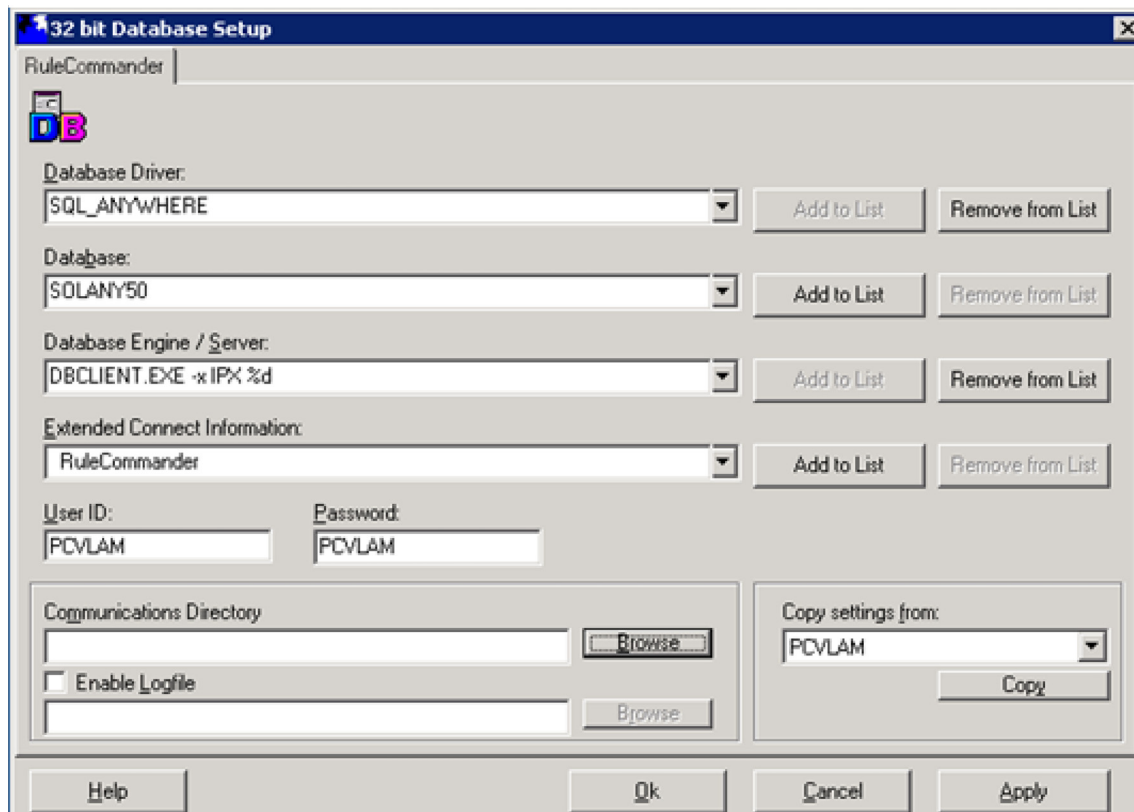 32 bit Database Setup
RuleCommander
DB
Database Driver:
SQL_ANYWHERE
Add to List
Remove from List
Database:
SOLANY50
Add to List
Remove from List
Database Engine / Server:
DBCLIENT.EXE -x IPX %d
Add to List
Remove from List
Extended Connect Information:
RuleCommander
Add to List
Remove from List
User ID:
Password:
PCVLAM
PCVLAM
Communications Directory
Browse
Enable Logfile
Browse
Copy settings from:
PCVLAM
Copy
Help
Ok
Cancel
Apply